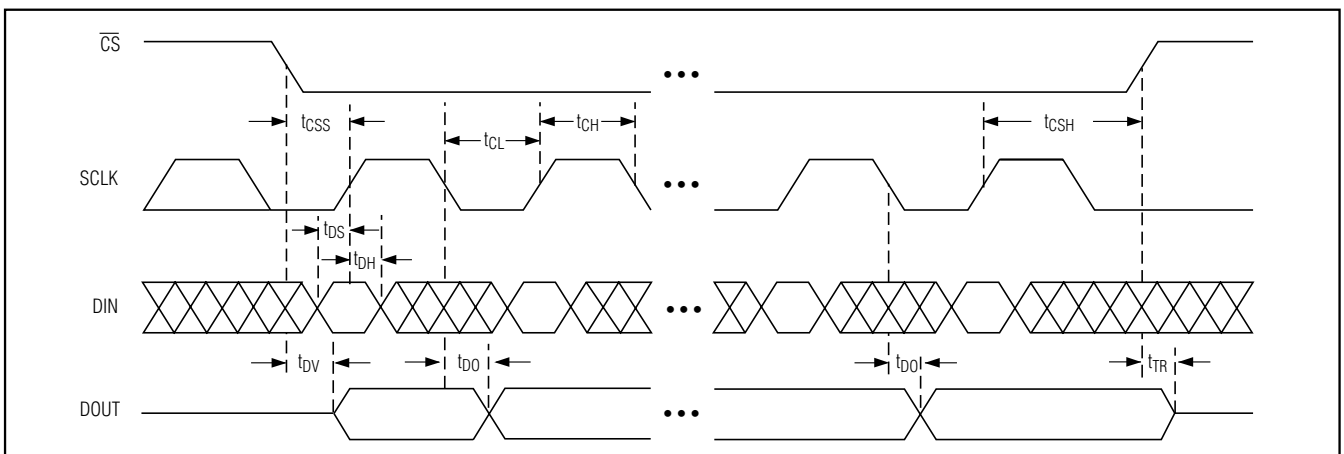 CS
tCSS
tCL
tCH
tCSH
SCLK
•••
tDS
tDH
DIN
•••
tDV
tDO
tDO
tTR
DOUT
•••